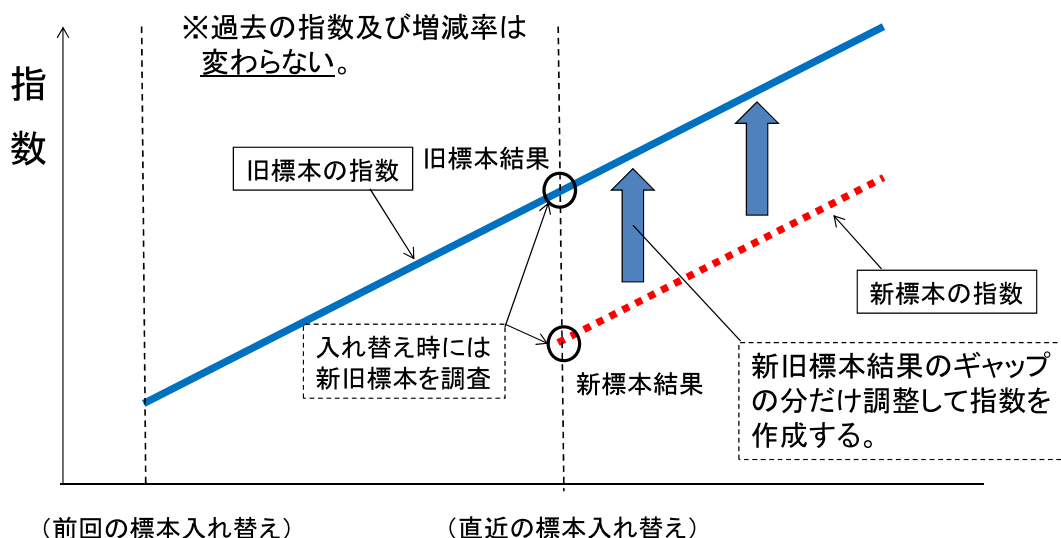 ※過去の指数及び増減率は
変わらない。
指
数
旧標本の指数
旧標本結果
新標本の指数
入れ替え時には
新旧標本を調査
新標本結果
新旧標本結果のギャップ
の分だけ調整して指数を
作成する。
(前回の標本入れ替え)
(直近の標本入れ替え)